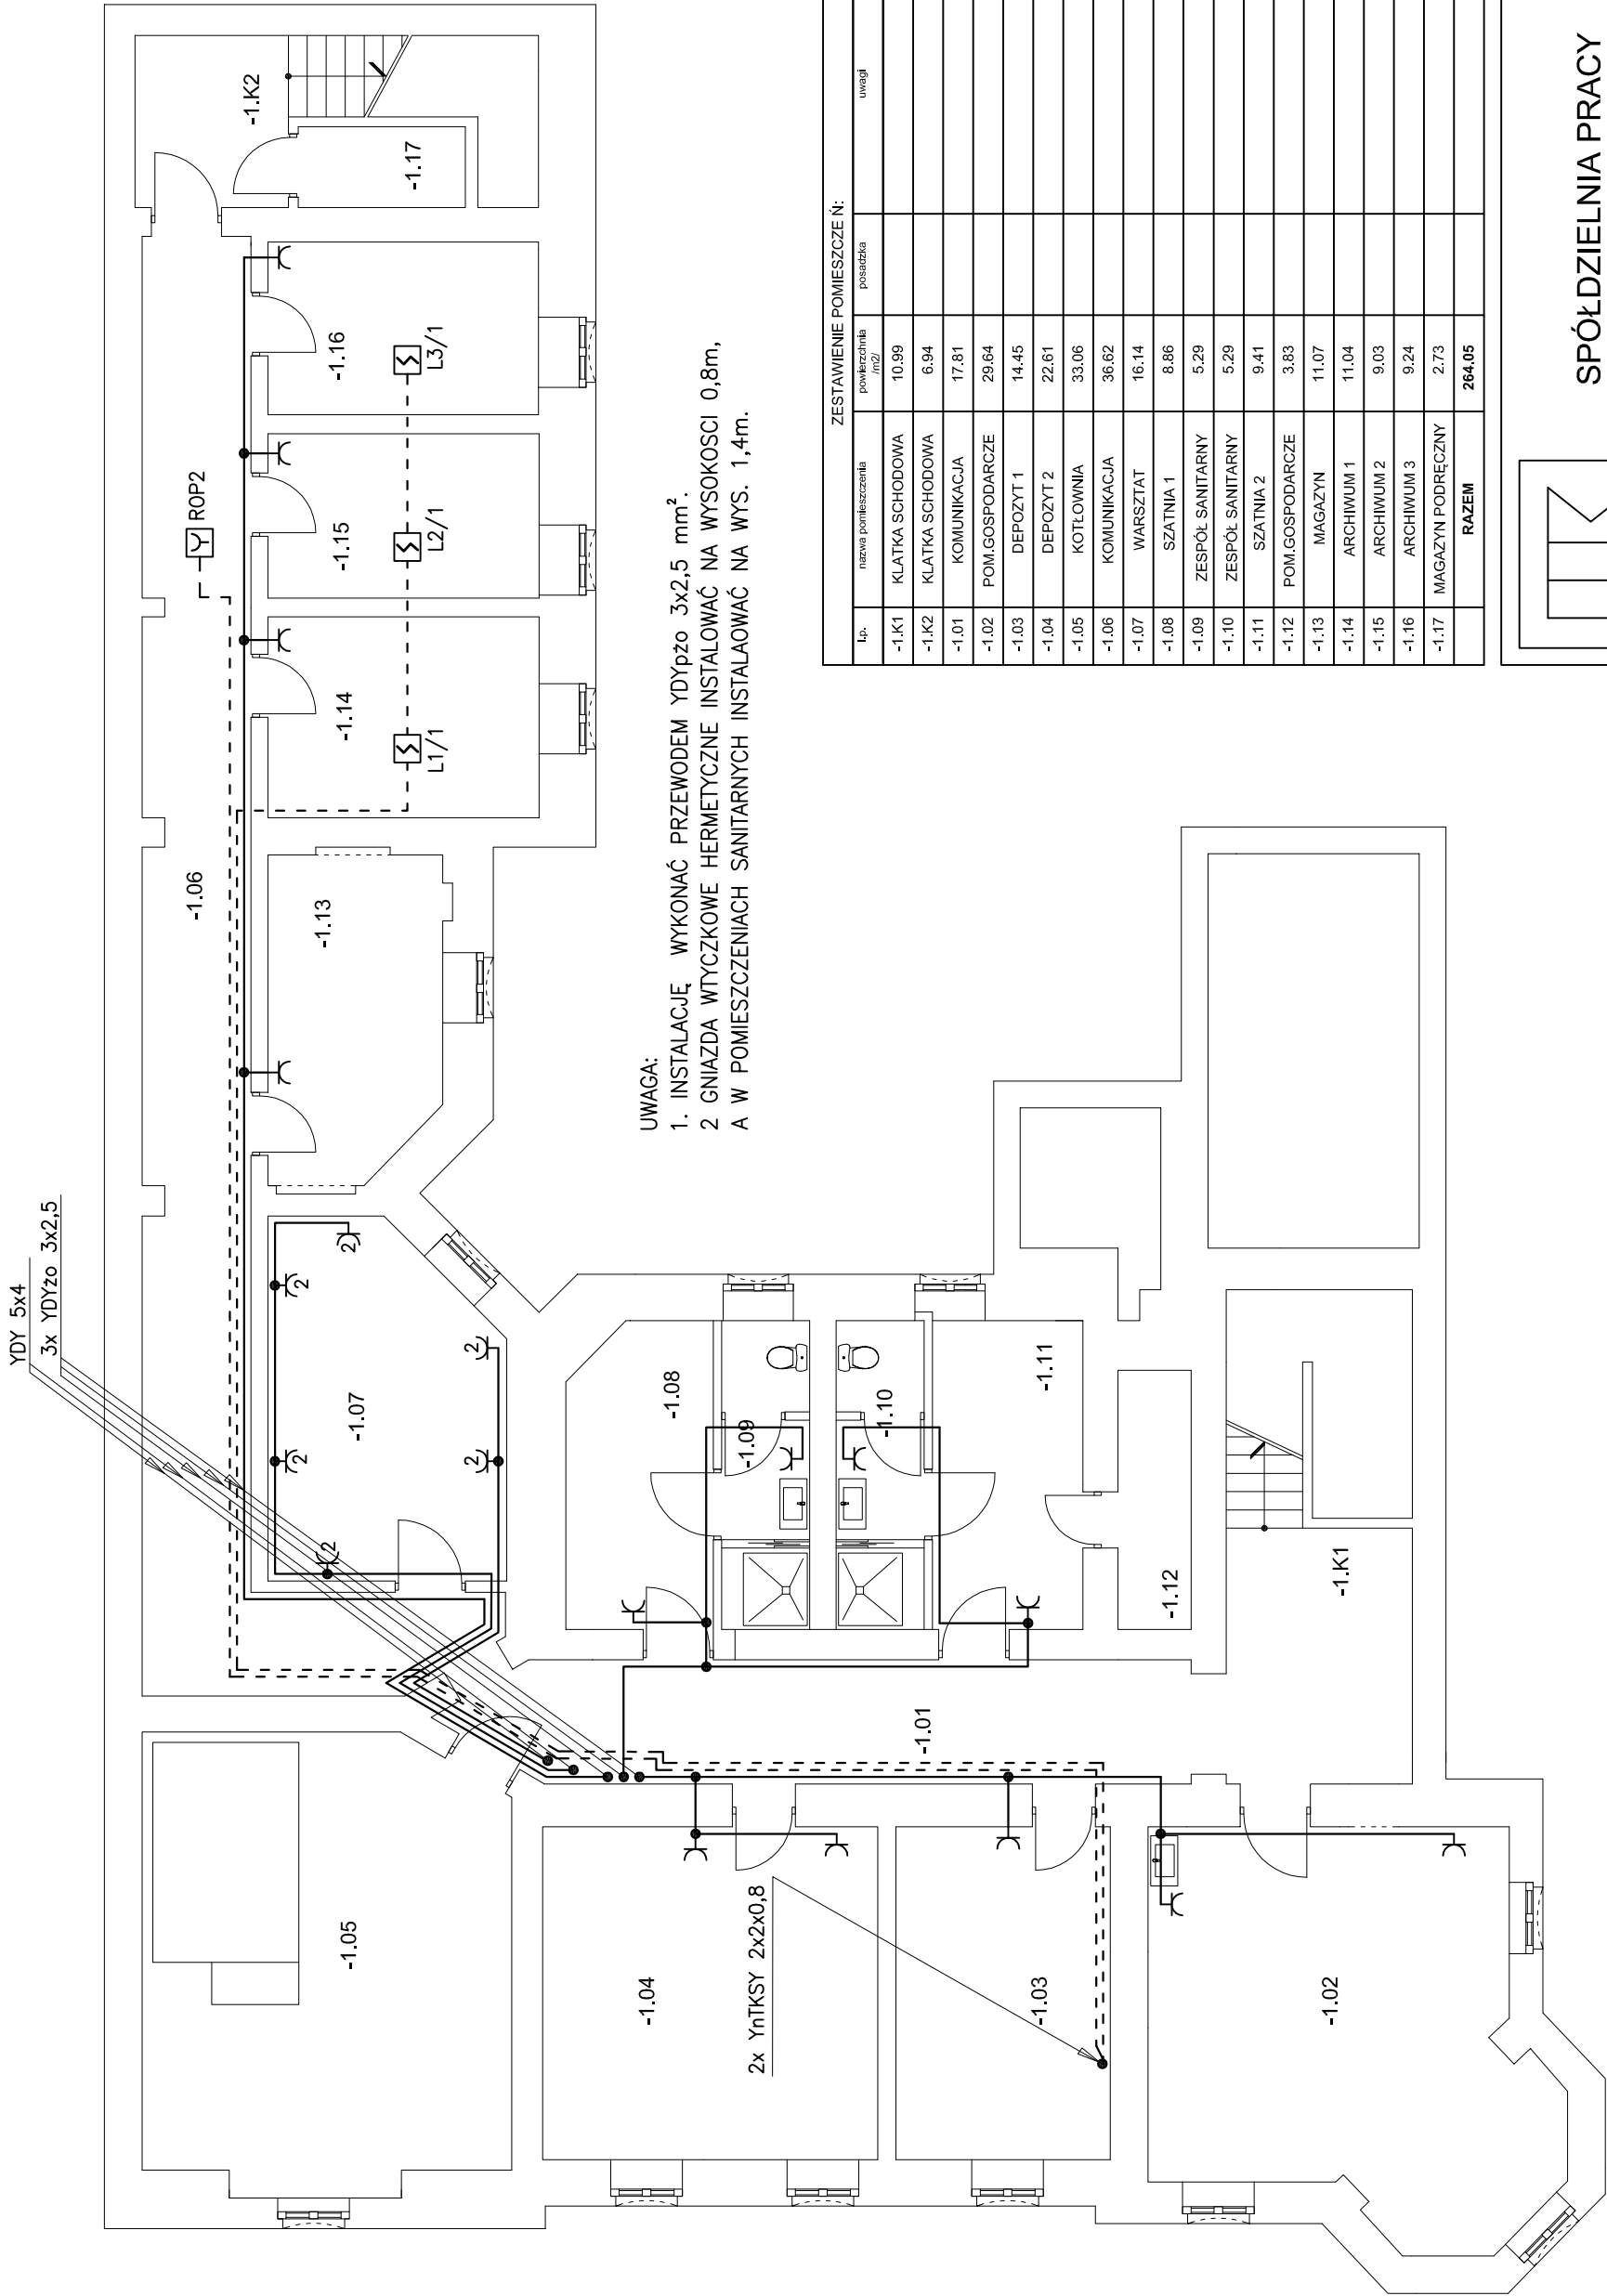 YDY 5x4
3x YDYżo 3x2,5
-1.K2
-1.17
ROP2
-1.16
L3/1
-1.15
L2/1
-1.14
L1/1
-1.06
-1.13
-1.07
2
2
2
2
2
2
-1.08
-1.09
-1.10
-1.11
-1.12
-1.K1
-1.01
-1.05
-1.04
2x YnTKSY 2x2x0,8
-1.03
-1.02
UWAGA:
1. INSTALACJĘ WYKONAĆ PRZEWODEM YDYpżo 3x2,5 mm².
2 GNIAZDA WTYCZKOWE HERMETYCZNE INSTALOWAĆ NA WYSOKOSCI 0,8m,
A W POMIESZCZENIACH SANITARNYCH INSTALAOWAĆ NA WYS. 1,4m.
ZESTAWIENIE POMIESZCZE Ń:
l.p. nazwa pomieszczenia powierzchnia /m2/ posadzka uwagi
-1.K1 KLATKA SCHODOWA 10.99
-1.K2 KLATKA SCHODOWA 6.94
-1.01 KOMUNIKACJA 17.81
-1.02 POM.GOSPODARCZE 29.64
-1.03 DEPOZYT 1 14.45
-1.04 DEPOZYT 2 22.61
-1.05 KOTŁOWNIA 33.06
-1.06 KOMUNIKACJA 36.62
-1.07 WARSZTAT 16.14
-1.08 SZATNIA 1 8.86
-1.09 ZESPÓŁ SANITARNY 5.29
-1.10 ZESPÓŁ SANITARNY 5.29
-1.11 SZATNIA 2 9.41
-1.12 POM.GOSPODARCZE 3.83
-1.13 MAGAZYN 11.07
-1.14 ARCHIWUM 1 11.04
-1.15 ARCHIWUM 2 9.03
-1.16 ARCHIWUM 3 9.24
-1.17 MAGAZYN PODRĘCZNY 2.73
RAZEM 264.05
SPÓŁDZIELNIA PRACY